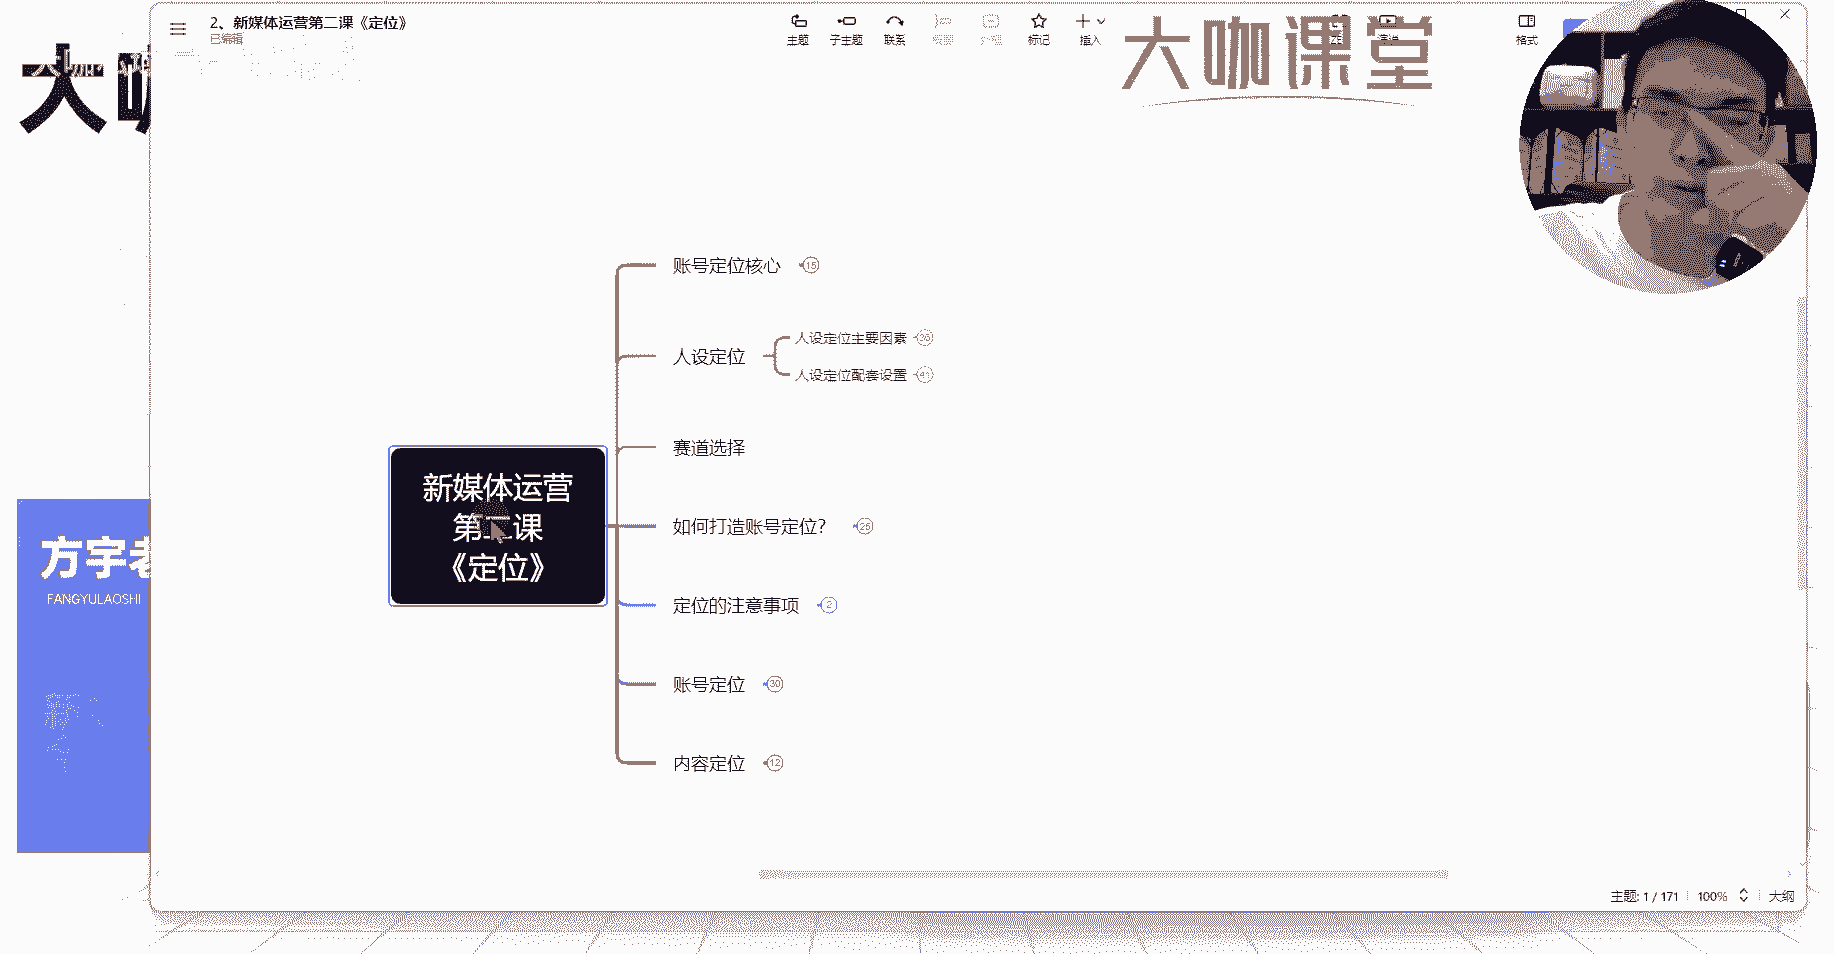 2、新媒体运营第二课《定位》
已编辑
主题
子主题
联系
标记
插入
格式
大咖课堂
大咖
账号定位核心 15
人设定位
人设定位主要因素
人设定位配套设置
赛道选择
新媒体运营
第二课
《定位》
如何打造账号定位? 25
定位的注意事项 2
账号定位 30
内容定位 12
方宇老
FANGYULAOSHI
主题: 1 / 171
100%
大纲